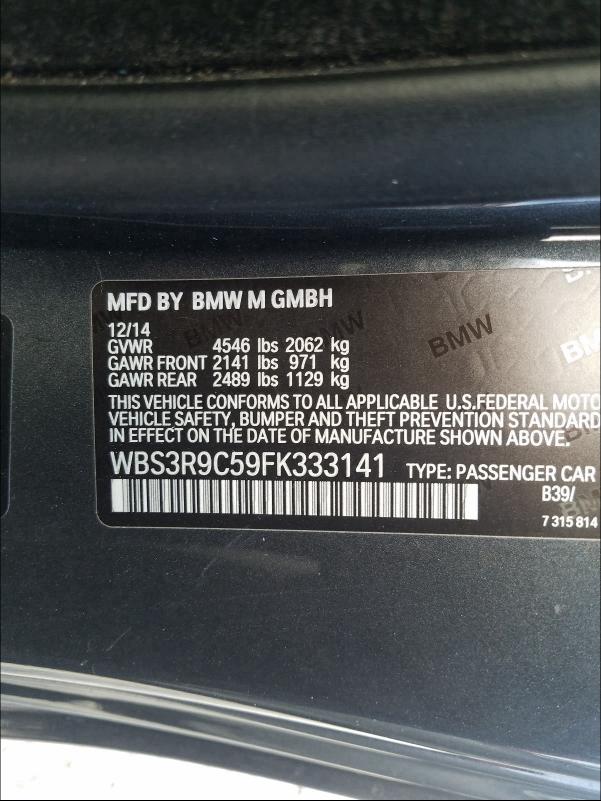 MFD BY BMW M GMBH
12/14
GVWR 4546 lbs 2062 kg
GAWR FRONT 2141 lbs 971 kg
GAWR REAR 2489 lbs 1129 kg
THIS VEHICLE CONFORMS TO ALL APPLICABLE U.S.FEDERAL MOTO
VEHICLE SAFETY, BUMPER AND THEFT PREVENTION STANDARD
EFFECT ON THE DATE OF MANUFACTURE SHOWN ABOVE.
WBS3R9C59FK333141 TYPE: PASSENGER CAR
B39/
7 315 814
BMW